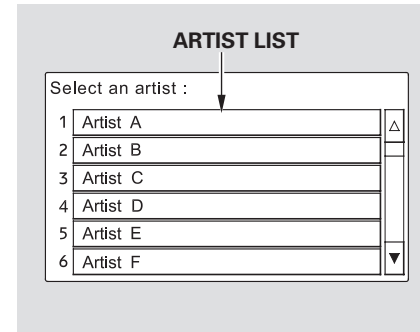 ARTIST LIST
Select an artist :
1 Artist A
2 Artist B
3 Artist C
4 Artist D
5 Artist E
6 Artist F